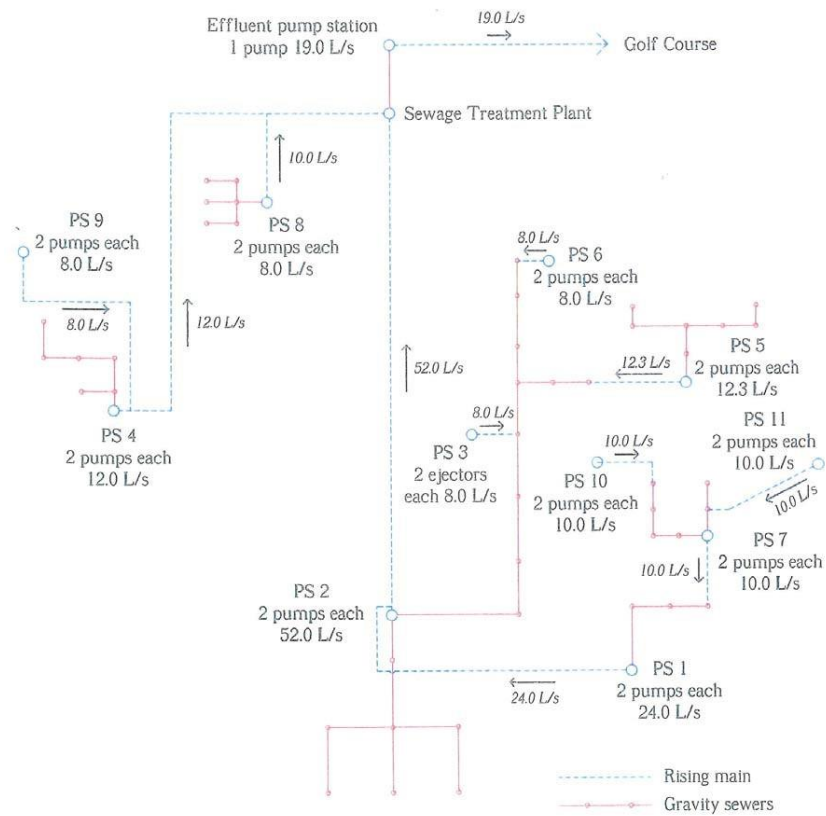 Effluent pump station
1 pump 19.0 L/s
19.0 L/s
Golf Course
Sewage Treatment Plant
10.0 L/s
PS 8
2 pumps each
8.0 L/s
PS 9
2 pumps each
8.0 L/s
8.0 L/s
12.0 L/s
PS 4
2 pumps each
12.0 L/s
52.0 L/s
8.0 L/s
PS 6
2 pumps each
8.0 L/s
12.3 L/s
PS 5
2 pumps each
12.3 L/s
8.0 L/s
PS 3
2 ejectors
each 8.0 L/s
10.0 L/s
PS 10
2 pumps each
10.0 L/s
PS 11
2 pumps each
10.0 L/s
10.0 L/s
PS 7
2 pumps each
10.0 L/s
10.0 L/s
PS 2
2 pumps each
52.0 L/s
PS 1
2 pumps each
24.0 L/s
24.0 L/s
Rising main
Gravity sewers